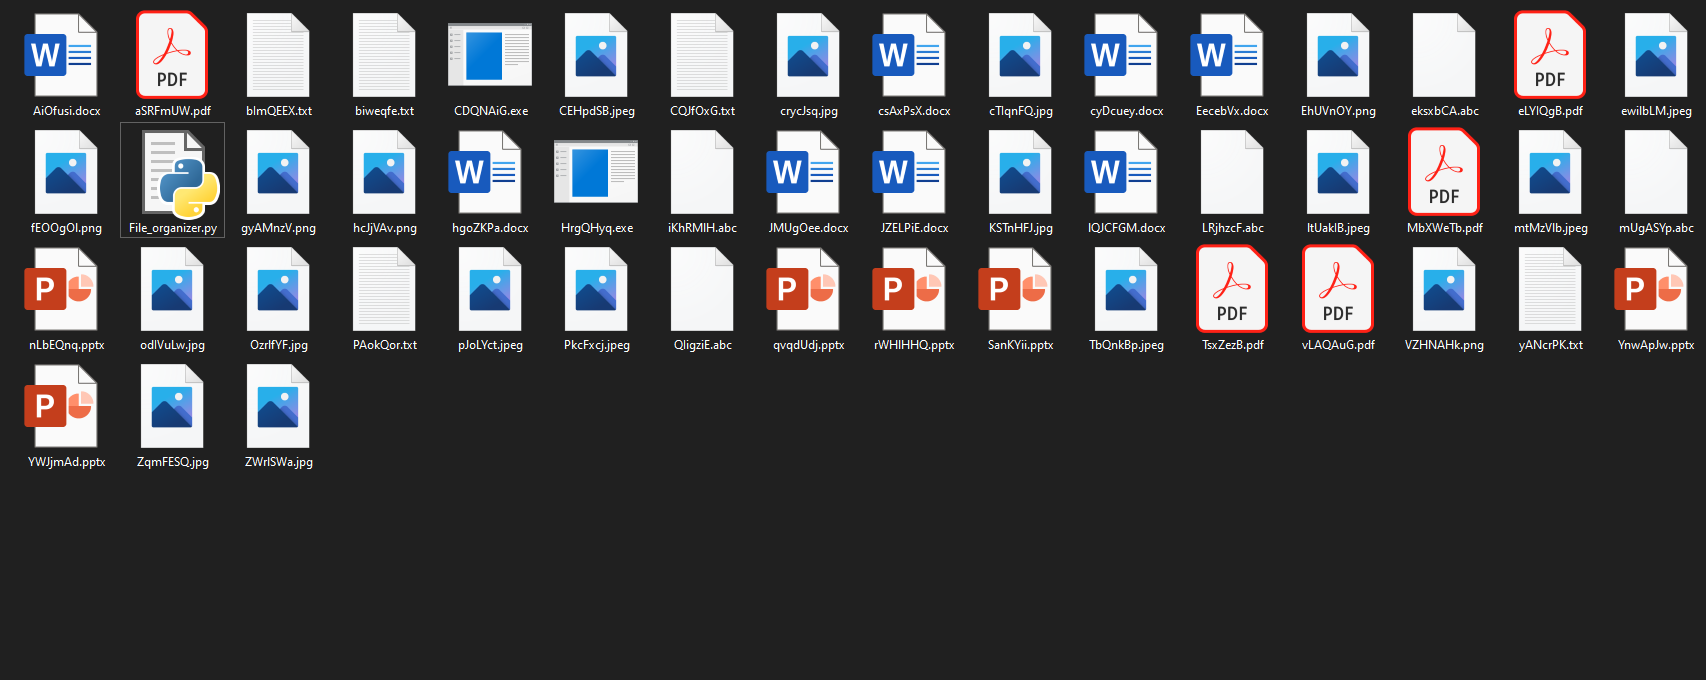 W PDF W W W PDF
AiOfusi.docx aSRFmUW.pdf blmQEEX.txt biweqfe.txt CDQNAiG.exe CEHpdSB.jpeg CQJfOxG.txt crycJsq.jpg csAxPsX.docx cTlqnFQ.jpg cyDcuey.docx EecebVx.docx EhUVnOY.png eksxbCA.abc eLYIQgB.pdf ewilbLM.jpeg
W W W W PDF
fEOOgOI.png File_organizer.py gyAMnzV.png hcJjVAv.png hgoZKPa.docx HrgQHyq.exe iKhRMIH.abc JMUgOee.docx JZELPiE.docx KSTnHFJ.jpg IQJCFGM.docx LRjhzcF.abc ltUaklB.jpeg MbXWeTb.pdf mtMzVlb.jpeg mUgASYp.abc
P P P P PDF PDF P
nLbEQnq.pptx odlVuLw.jpg OzrlfYF.jpg PAokQor.txt pJoLYct.jpeg PkcFxcj.jpeg QligziE.abc qvqdUdj.pptx rWHIHHQ.pptx SanKYii.pptx TbQnkBp.jpeg TsxZezB.pdf vLAQAuG.pdf VZHNAHk.png yANcrPK.txt YnwApJw.pptx
P
YWJjmAd.pptx ZqmFESQ.jpg ZWrlSWa.jpg